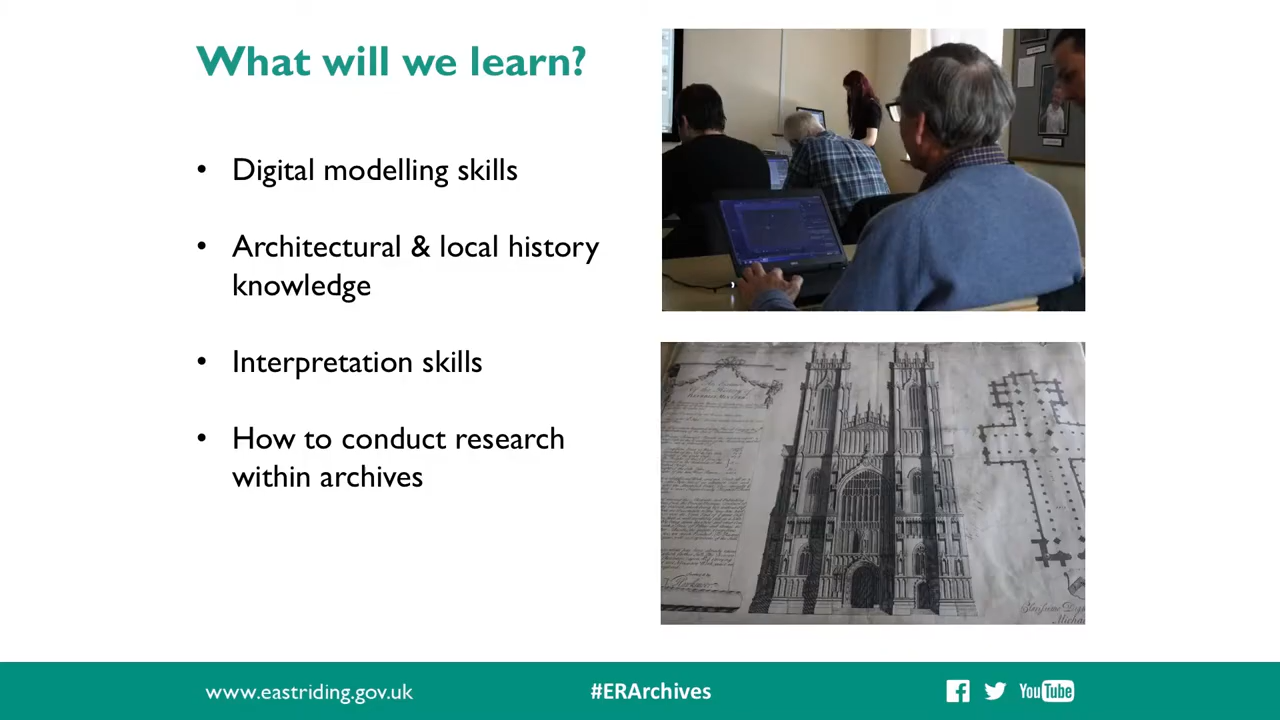 What will we learn?
• Digital modelling skills
• Architectural & local history
knowledge
• Interpretation skills
• How to conduct research
within archives
www.eastriding.gov.uk
#ERArchives
YouTube